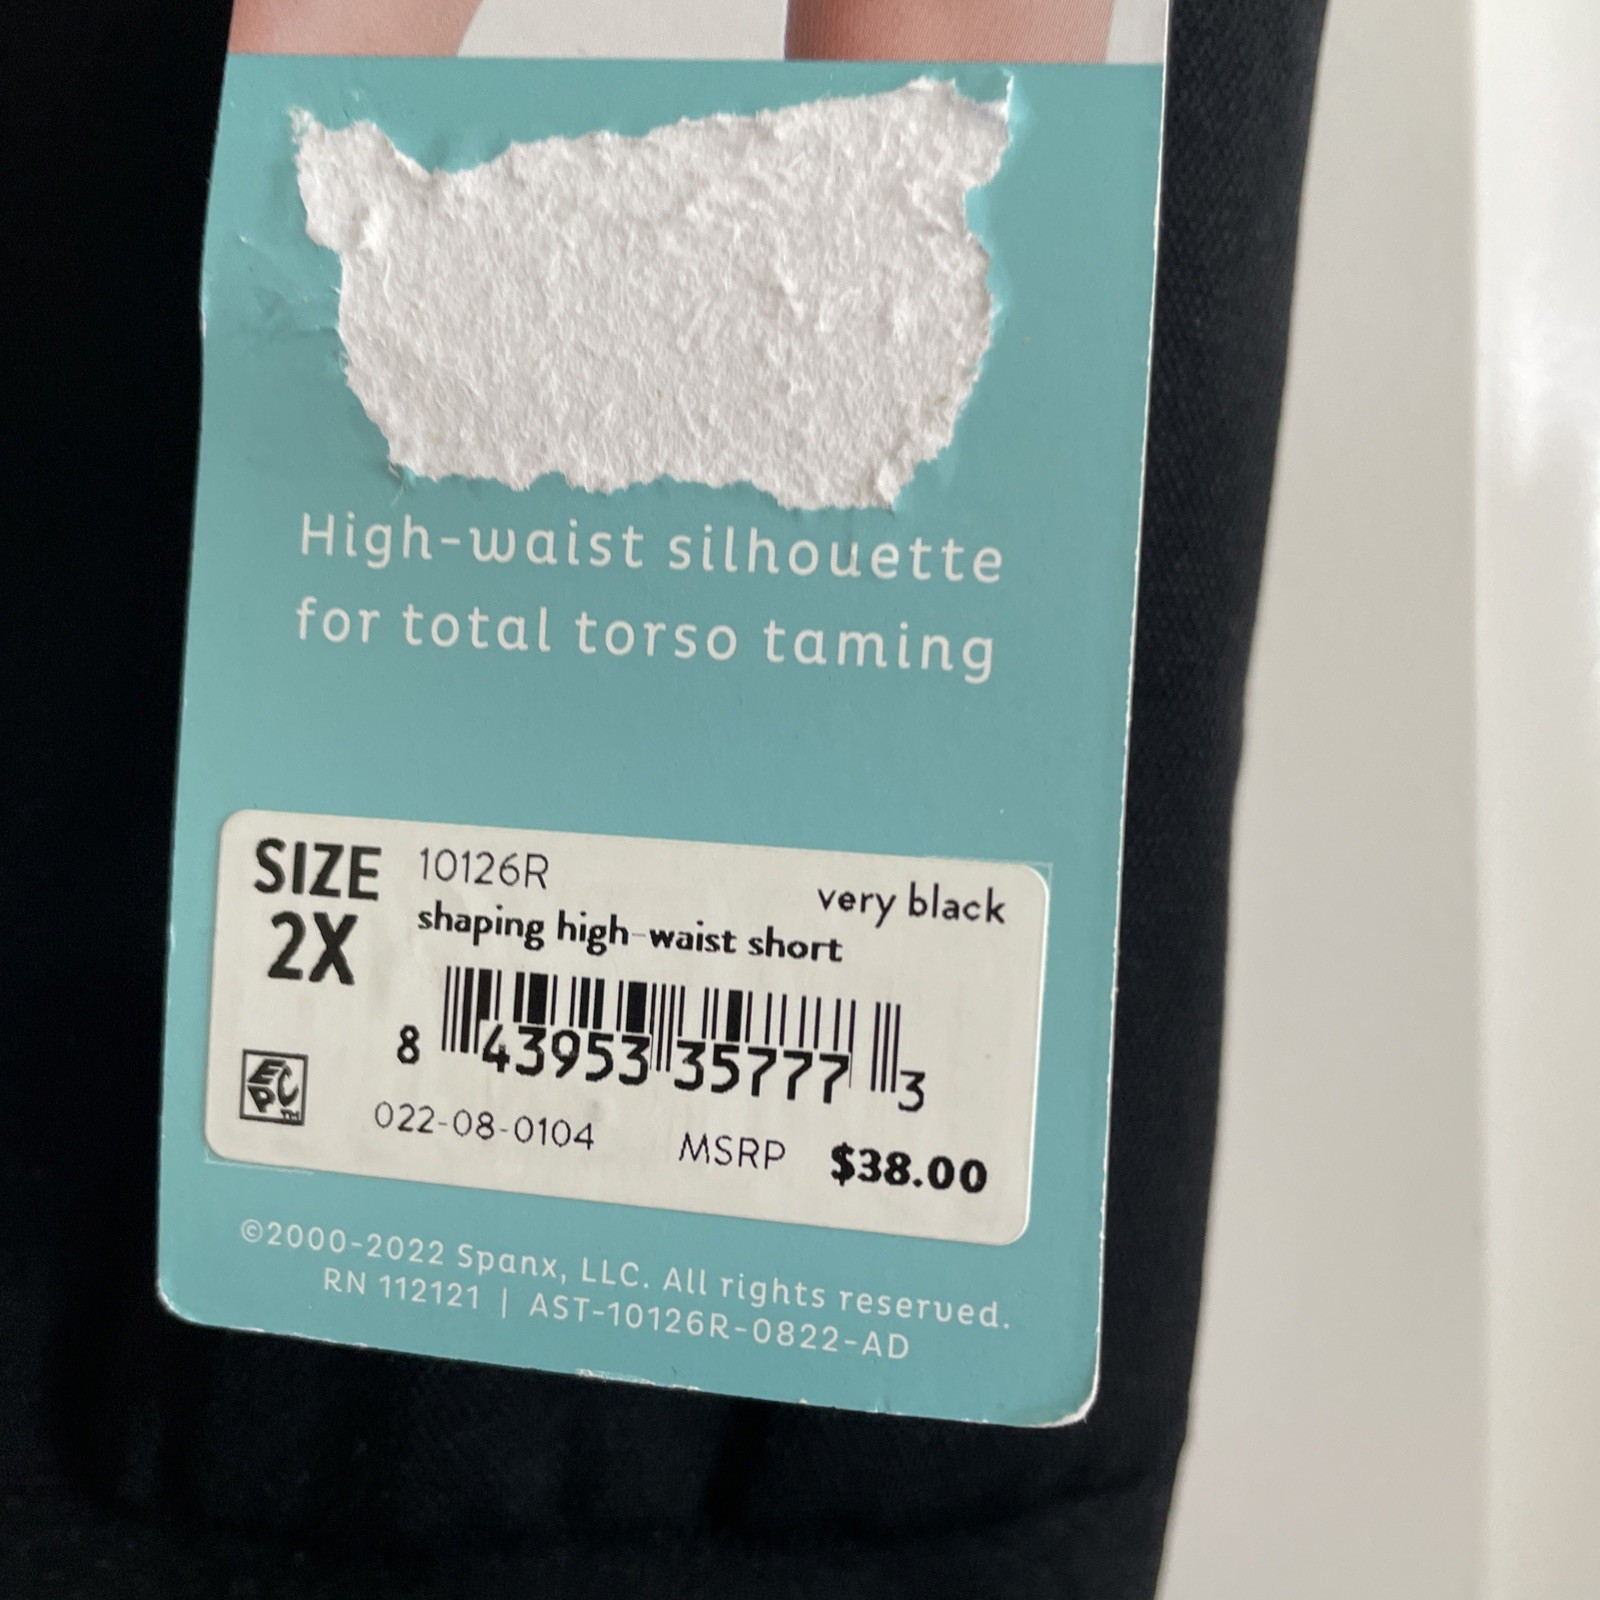 High-waist silhouette
for total torso taming
SIZE
2X
10126R
very black
shaping high-waist short
8 43953 35777 3
EPC™
022-08-0104
MSRP $38.00
©2000-2022 Spanx, LLC. All rights reserved.
RN 112121 | AST-10126R-0822-AD